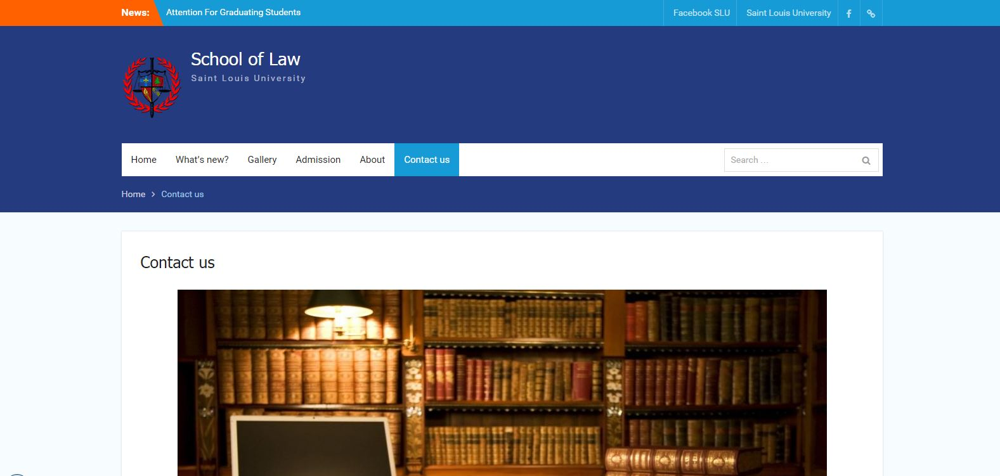 News:
Attention For Graduating Students
Facebook SLU
Saint Louis University
School of Law
Saint Louis University
Home
What's new?
Gallery
Admission
About
Contact us
Search …
Home
Contact us
Contact us